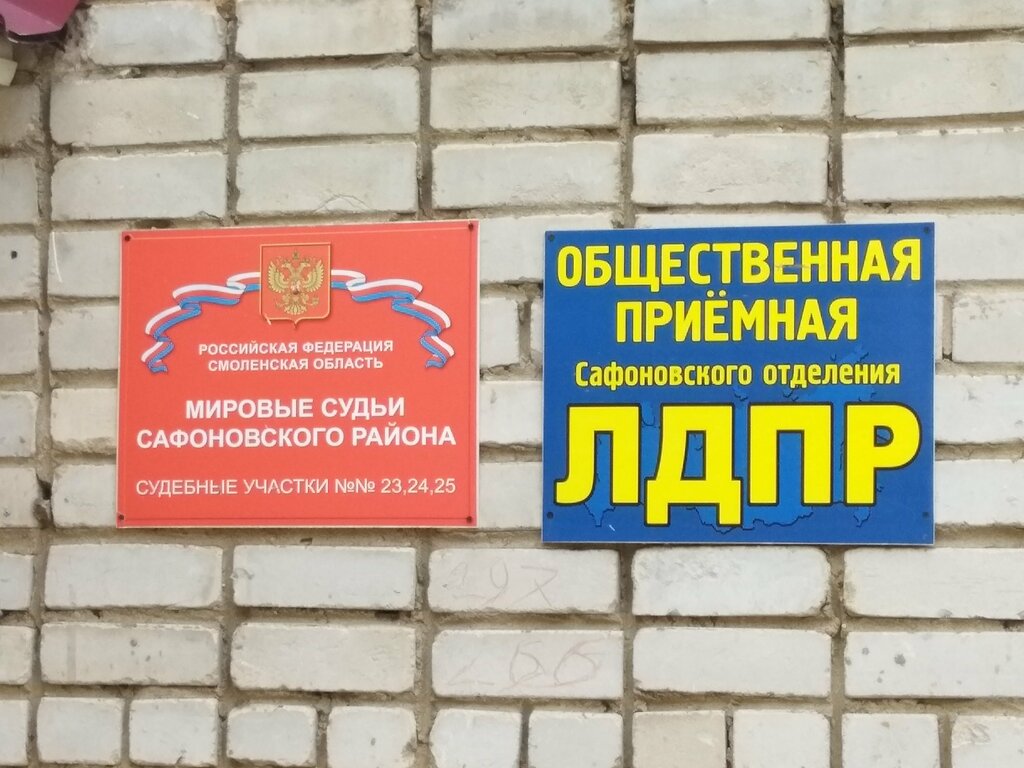 РОССИЙСКАЯ ФЕДЕРАЦИЯ
СМОЛЕНСКАЯ ОБЛАСТЬ
МИРОВЫЕ СУДЬИ
САФОНОВСКОГО РАЙОНА
СУДЕБНЫЕ УЧАСТКИ №№ 23,24,25
ОБЩЕСТВЕННАЯ
ПРИЁМНАЯ
Сафоновского отделения
ЛДПР